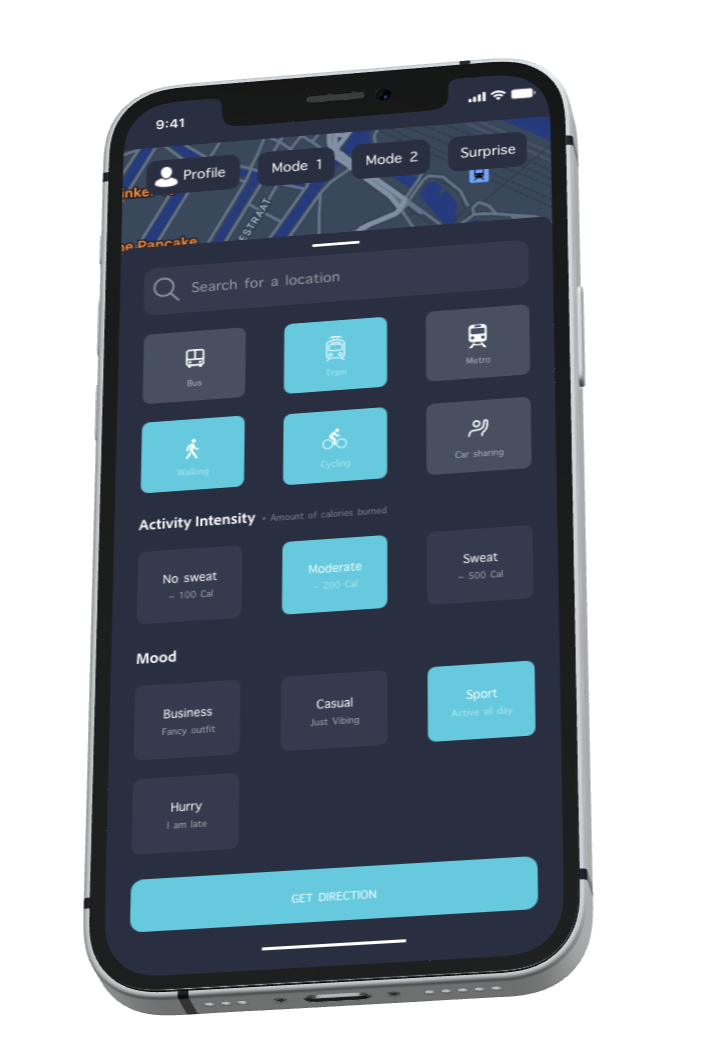 9:41
Profile
Mode 1
Mode 2
Surprise
ESTRAAT
inke
he Pancake
Search for a location
Bus
Tram
Metro
Walking
Cycling
Car sharing
Activity Intensity • Amount of calories burned
No sweat
~ 100 Cal
Moderate
~ 200 Cal
Sweat
~ 500 Cal
Mood
Business
Fancy outfit
Casual
Just Vibing
Sport
Active all day
Hurry
I am late
GET DIRECTION